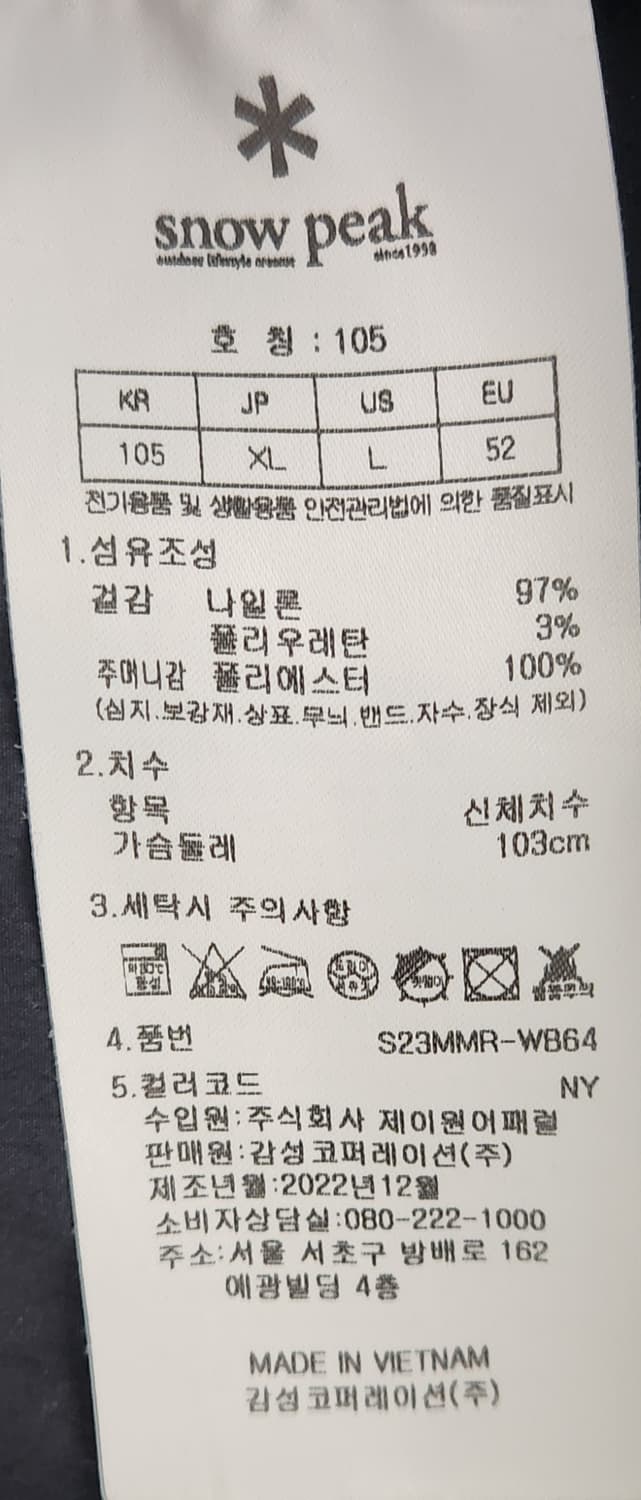 snow peak
outdoor lifestyle creator since1998
호 칭 : 105
KR JP US EU
105 XL L 52
전기용품 및 생활용품 안전관리법에 의한 품질표시
1.섬유조성
겉감 나일론 97%
폴리우레탄 3%
주머니감 폴리에스터 100%
(심지.보강재.상표.무늬.밴드.자수.장식 제외)
2.치수
항목 신체치수
가슴둘레 103cm
3.세탁시 주의사항
4.품번 S23MMR-WB64
5.컬러코드 NY
수입원:주식회사 제이원어패럴
판매원:감성코퍼레이션(주)
제조년월:2022년12월
소비자상담실:080-222-1000
주소:서울 서초구 방배로 162
에광빌딩 4층
MADE IN VIETNAM
감성코퍼레이션(주)